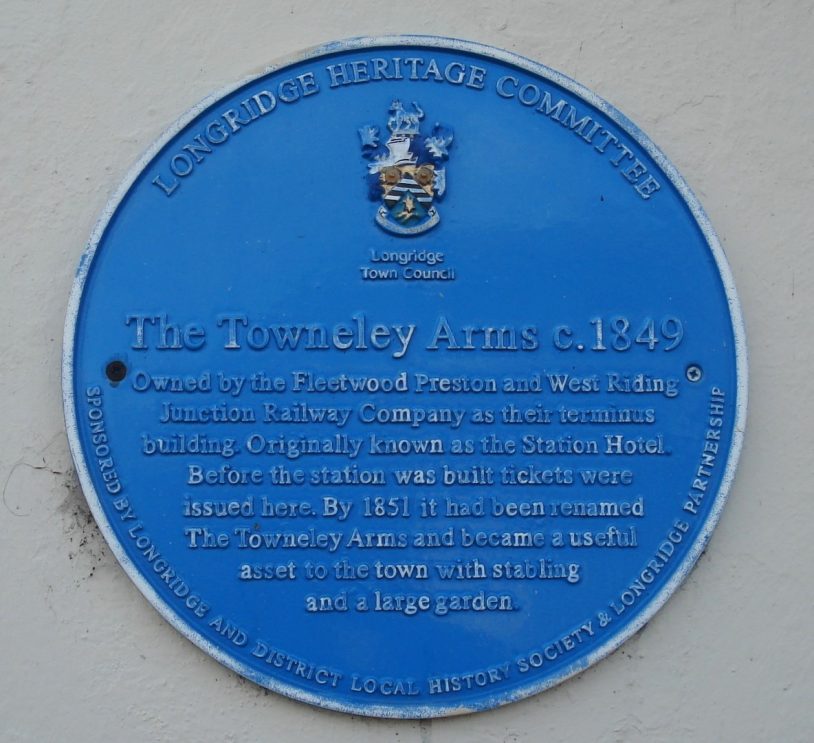 LONGRIDGE HERITAGE COMMITTEE
Longridge
Town Council
The Towneley Arms c.1849
Owned by the Fleetwood Preston and West Riding
Junction Railway Company as their terminus
building. Originally known as the Station Hotel.
Before the station was built tickets were
issued here. By 1851 it had been renamed
The Towneley Arms and became a useful
asset to the town with stabling
and a large garden.
SPONSORED BY LONGRIDGE AND DISTRICT LOCAL HISTORY SOCIETY & LONGRIDGE PARTNERSHIP